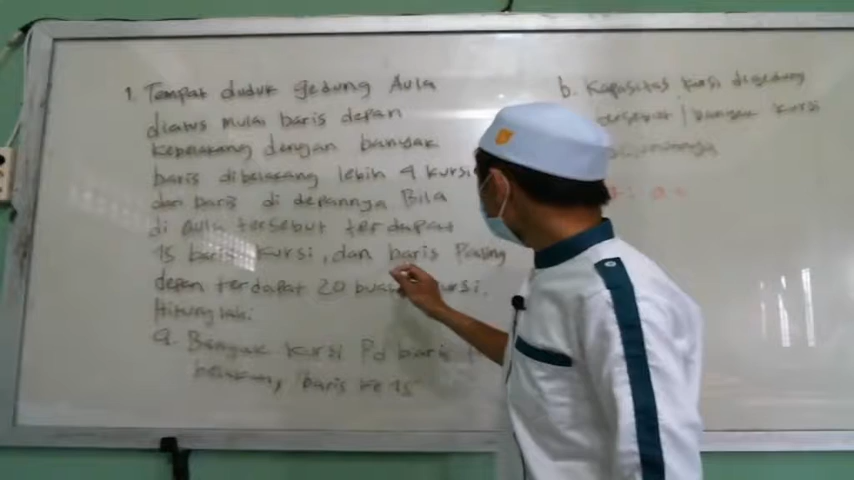 1. Tempat duduk gedung Aula
diatur mulai baris depan
kebelakang dengan banyak
baris dibelakang lebih 4 kursi
dan baris di depannya. Bila
di aula tersebut terdapat
15 baris kursi, dan baris Paling
depan terdapat 20 buah kursi.
Hitunglah:
a. Banyak kursi Pd baris
belakang, baris ke 15
b. Kapasitas kursi digedung
tersebut / banyak kursi
: a =